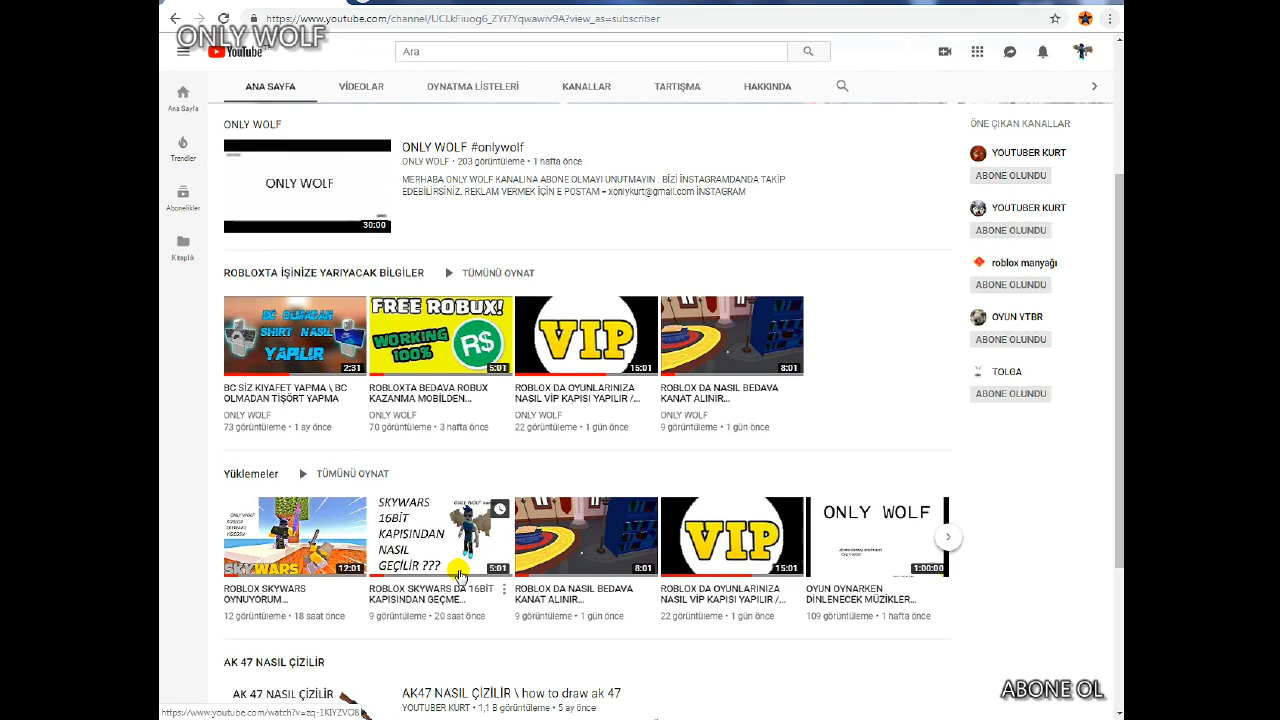 https://www.youtube.com/channel/UCLkFiuog6_ZYi7Yqwawiv9A?view_as=subscriber
ONLY WOLF
YouTube TR
Ara
ANA SAYFA
VİDEOLAR
OYNATMA LİSTELERİ
KANALLAR
TARTIŞMA
HAKKINDA
Ana Sayfa
Trendler
Abonelikler
Kitaplık
ONLY WOLF
ONLY WOLF
30:00
ONLY WOLF #onlywolf
ONLY WOLF • 203 görüntüleme • 1 hafta önce
MERHABA ONLY WOLF KANALINA ABONE OLMAYI UNUTMAYIN . BİZİ İNSTAGRAMDANDA TAKİP
EDEBİLİRSİNİZ. REKLAM VERMEK İÇİN E POSTAM = xonlykurt@gmail.com İNSTAGRAM
ÖNE ÇIKAN KANALLAR
YOUTUBER KURT
ABONE OLUNDU
YOUTUBER KURT
ABONE OLUNDU
roblox manyağı
ABONE OLUNDU
OYUN YTBR
ABONE OLUNDU
TOLGA
ABONE OLUNDU
ROBLOXTA İŞİNİZE YARIYACAK BİLGİLER
TÜMÜNÜ OYNAT
BC OLMADAN
SHIRT NASIL
YAPILIR
2:31
BC SİZ KIYAFET YAPMA \ BC
OLMADAN TİŞÖRT YAPMA
ONLY WOLF
73 görüntüleme • 1 ay önce
FREE ROBUX!
WORKING
100%
R$
5:01
ROBLOXTA BEDAVA ROBUX
KAZANMA MOBİLDEN...
ONLY WOLF
70 görüntüleme • 3 hafta önce
VIP
15:01
ROBLOX DA OYUNLARINIZA
NASIL VİP KAPISI YAPILIR /...
ONLY WOLF
22 görüntüleme • 1 gün önce
8:01
ROBLOX DA NASIL BEDAVA
KANAT ALINIR...
ONLY WOLF
9 görüntüleme • 1 gün önce
Yüklemeler
TÜMÜNÜ OYNAT
SKYWARS
12:01
ROBLOX SKYWARS
OYNUYORUM...
12 görüntüleme • 18 saat önce
SKYWARS
16BİT
KAPISINDAN
NASIL
GEÇİLİR ???
5:01
ROBLOX SKYWARS DA 16BİT
KAPISINDAN GEÇME...
9 görüntüleme • 20 saat önce
8:01
ROBLOX DA NASIL BEDAVA
KANAT ALINIR...
9 görüntüleme • 1 gün önce
VIP
15:01
ROBLOX DA OYUNLARINIZA
NASIL VİP KAPISI YAPILIR /...
22 görüntüleme • 1 gün önce
ONLY WOLF
1:00:00
OYUN OYNARKEN
DİNLENECEK MÜZİKLER...
109 görüntüleme • 1 hafta önce
AK 47 NASIL ÇİZİLİR
AK 47 NASIL ÇİZİLİR
AK47 NASIL ÇİZİLİR \ how to draw ak 47
YOUTUBER KURT • 1,1 B görüntüleme • 5 ay önce
ABONE OL
https://www.youtube.com/watch?v=zq-1KIYZVO8